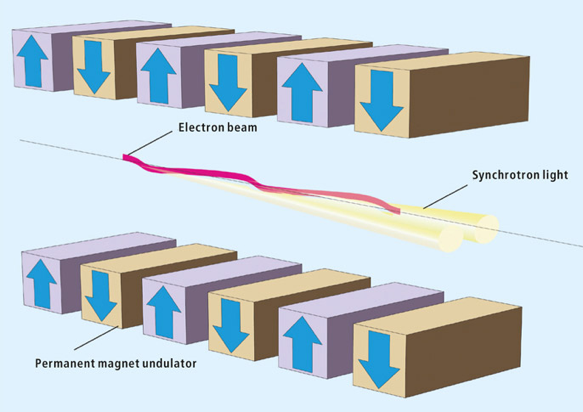 Electron beam
Synchrotron light
Permanent magnet undulator